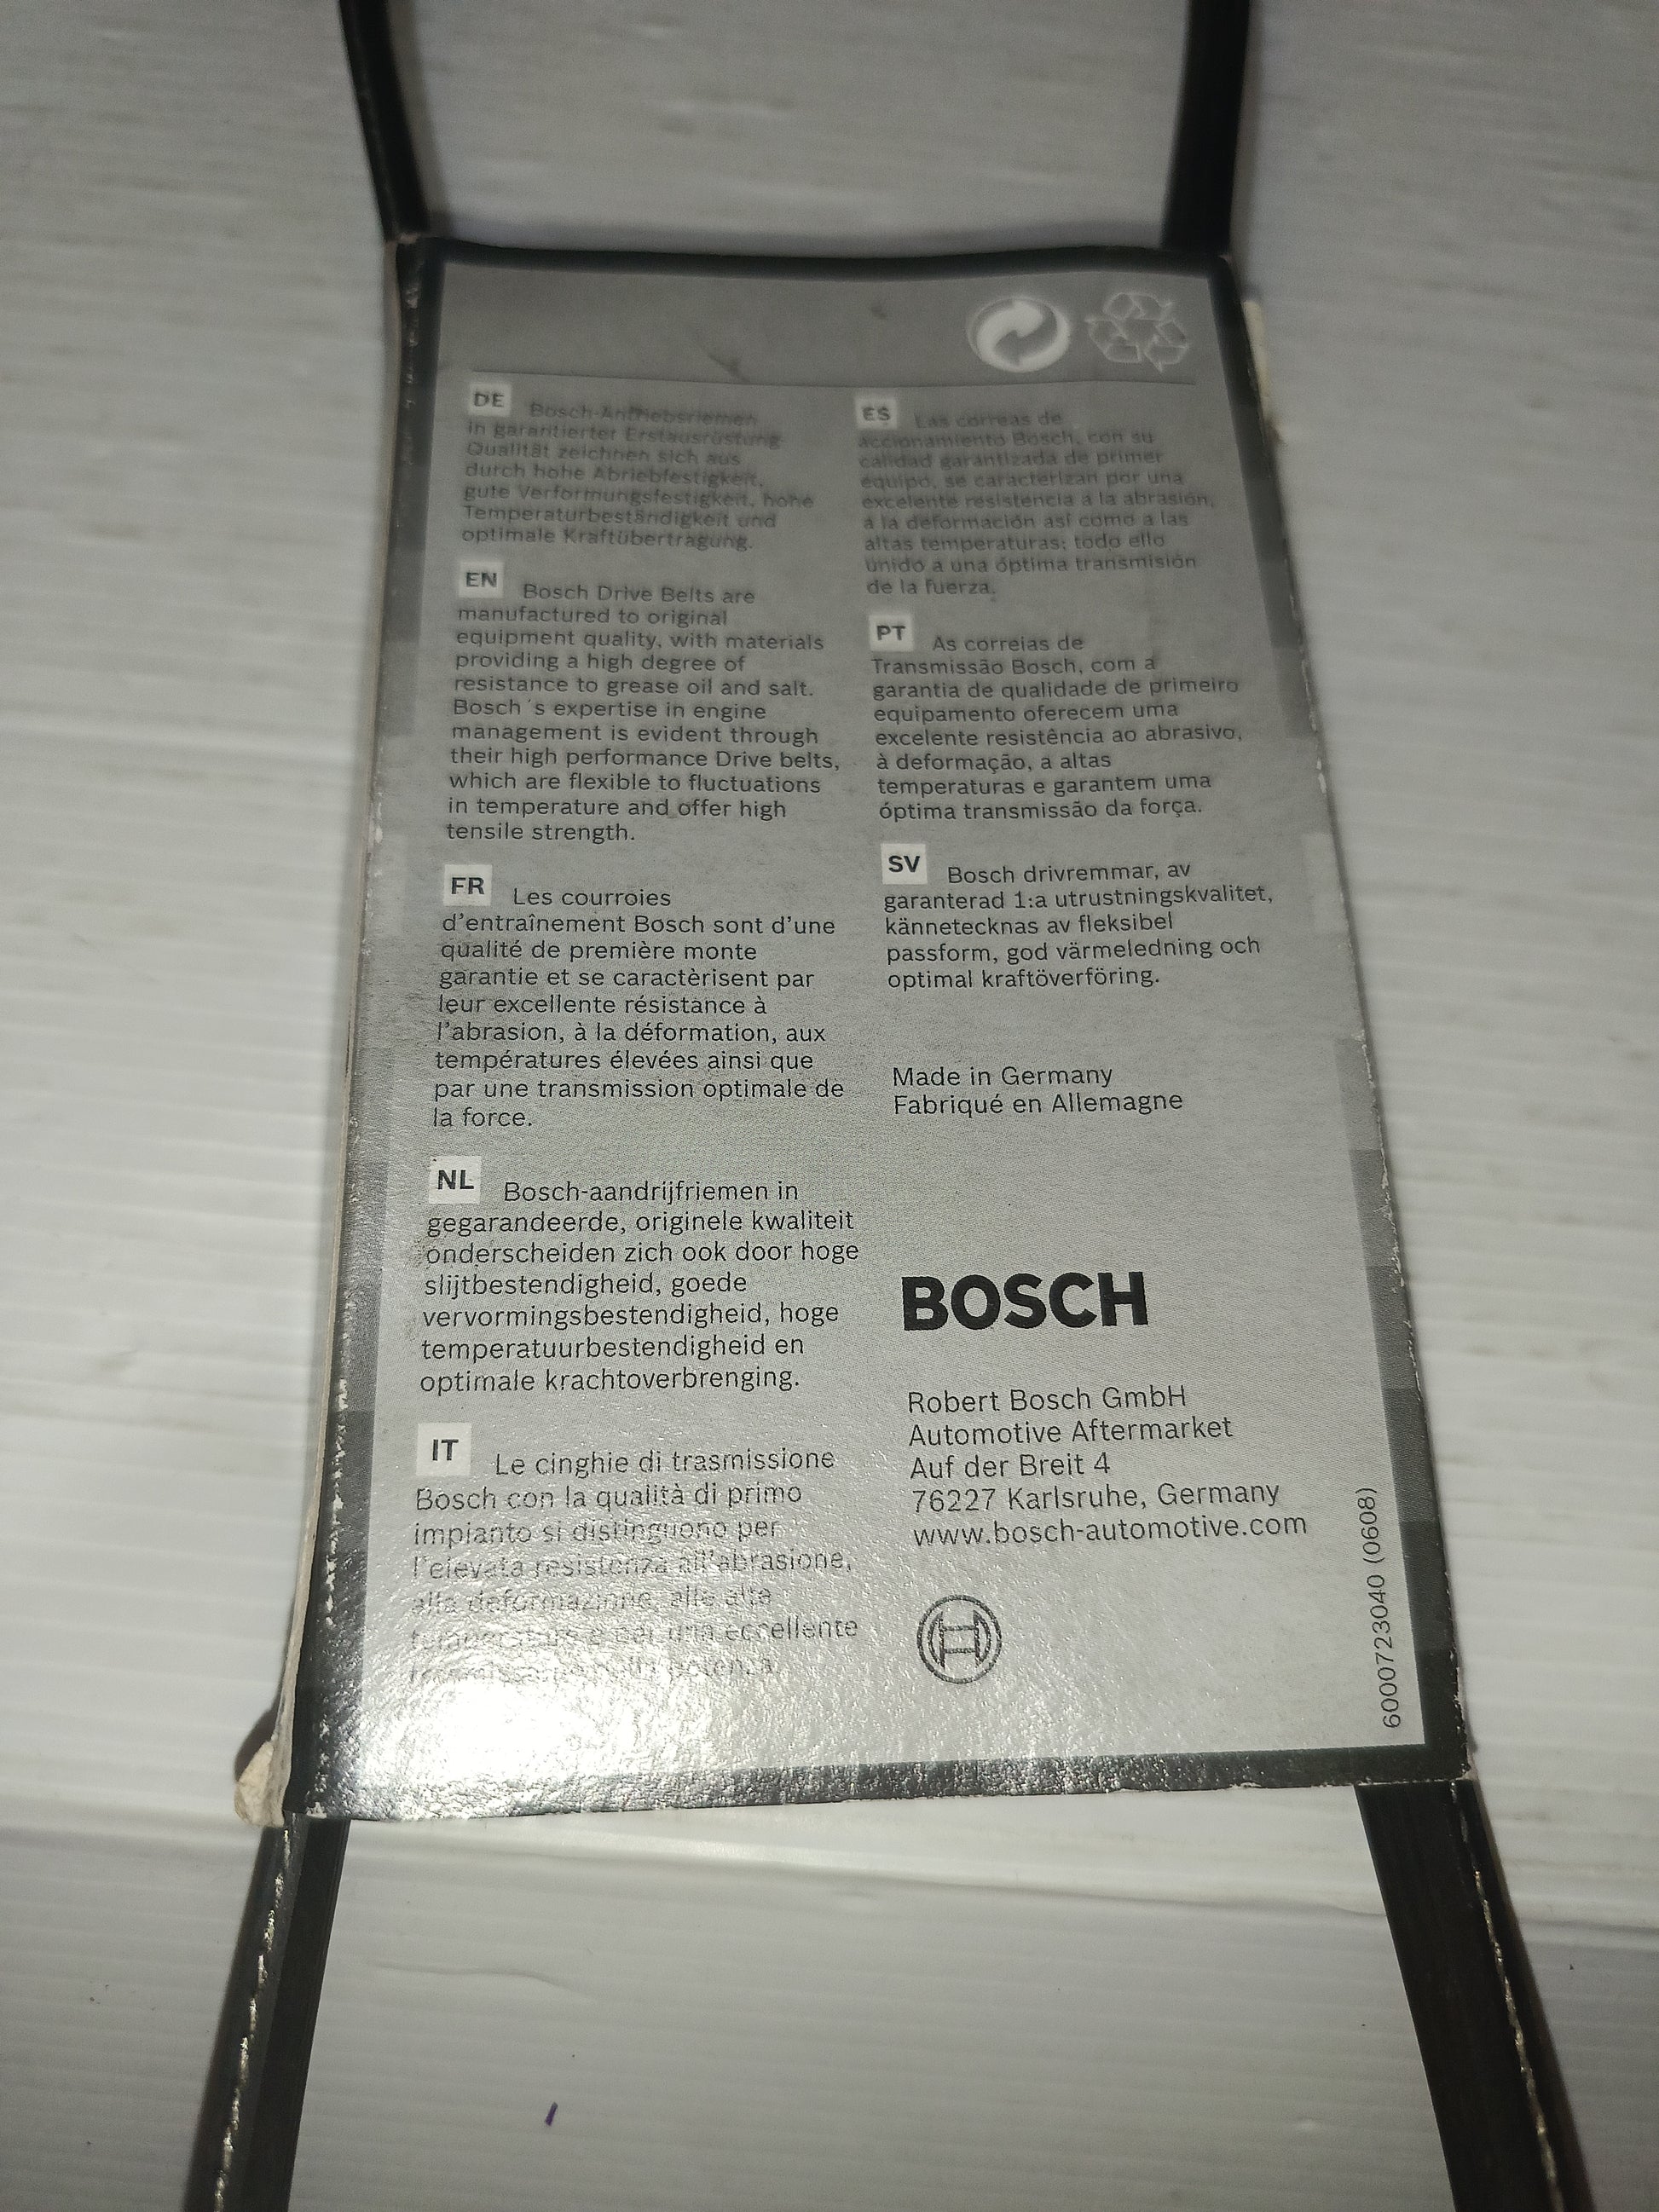 DE Bosch-Antriebsriemen
in garantierter Erstausrüstung-
Qualität zeichnen sich aus
durch hohe Abriebfestigkeit,
gute Verformungsfestigkeit, hohe
Temperaturbeständigkeit und
optimale Kraftübertragung.
EN Bosch Drive Belts are
manufactured to original
equipment quality, with materials
providing a high degree of
resistance to grease oil and salt.
Bosch´s expertise in engine
management is evident through
their high performance Drive belts,
which are flexible to fluctuations
in temperature and offer high
tensile strength.
FR Les courroies
d'entraînement Bosch sont d'une
qualité de première monte
garantie et se caractèrisent par
leur excellente résistance à
l'abrasion, à la déformation, aux
températures élevées ainsi que
par une transmission optimale de
la force.
NL Bosch-aandrijfriemen in
gegarandeerde, originele kwaliteit
onderscheiden zich ook door hoge
slijtbestendigheid, goede
vervormingsbestendigheid, hoge
temperatuurbestendigheid en
optimale krachtoverbrenging.
IT Le cinghie di trasmissione
Bosch con la qualità di primo
impianto si distinguono per
l'elevata resistenza all'abrasione,
alla deformazione, alle alte
temperature e per una eccellente
ES Las correas de
accionamiento Bosch, con su
calidad garantizada de primer
equipo, se caracterizan por una
excelente resistencia a la abrasión,
a la deformación así como a las
altas temperaturas; todo ello
unido a una óptima transmisión
de la fuerza.
PT As correias de
Transmissão Bosch, com a
garantia de qualidade de primeiro
equipamento oferecem uma
excelente resistência ao abrasivo,
à deformação, a altas
temperaturas e garantem uma
óptima transmissão da força.
SV Bosch drivremmar, av
garanterad 1:a utrustningskvalitet,
kännetecknas av fleksibel
passform, god värmeledning och
optimal kraftöverföring.
Made in Germany
Fabriqué en Allemagne
BOSCH
Robert Bosch GmbH
Automotive Aftermarket
Auf der Breit 4
76227 Karlsruhe, Germany
www.bosch-automotive.com
6000723040 (0608)